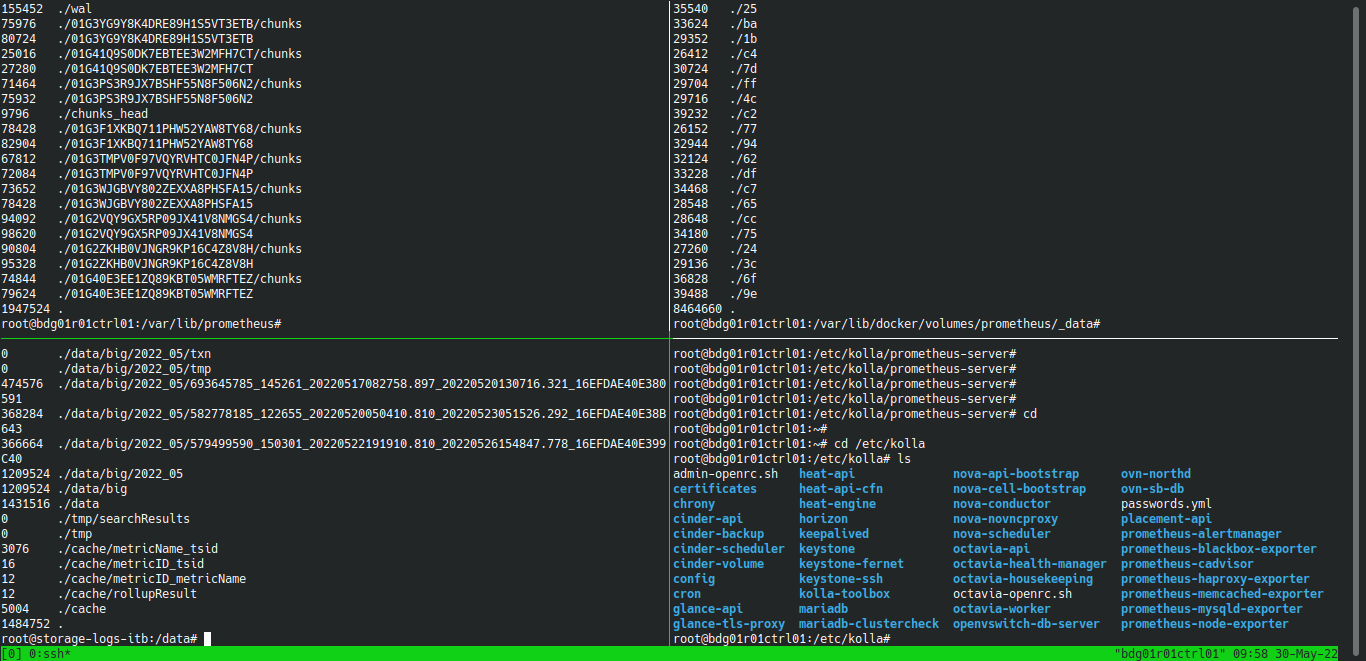 155452  ./wal
75976   ./01G3YG9Y8K4DRE89H1S5VT3ETB/chunks
80724   ./01G3YG9Y8K4DRE89H1S5VT3ETB
25016   ./01G41Q9S0DK7EBTEE3W2MFH7CT/chunks
27280   ./01G41Q9S0DK7EBTEE3W2MFH7CT
71464   ./01G3PS3R9JX7BSHF55N8F506N2/chunks
75932   ./01G3PS3R9JX7BSHF55N8F506N2
9796    ./chunks_head
78428   ./01G3F1XKBQ711PHW52YAW8TY68/chunks
82904   ./01G3F1XKBQ711PHW52YAW8TY68
67812   ./01G3TMPV0F97VQYRVHTC0JFN4P/chunks
72084   ./01G3TMPV0F97VQYRVHTC0JFN4P
73652   ./01G3WJGBVY802ZEXXA8PHSFA15/chunks
78428   ./01G3WJGBVY802ZEXXA8PHSFA15
94092   ./01G2VQY9GX5RP09JX41V8NMGS4/chunks
98620   ./01G2VQY9GX5RP09JX41V8NMGS4
90804   ./01G2ZKHB0VJNGR9KP16C4Z8V8H/chunks
95328   ./01G2ZKHB0VJNGR9KP16C4Z8V8H
74844   ./01G40E3EE1ZQ89KBT05WMRFTEZ/chunks
79624   ./01G40E3EE1ZQ89KBT05WMRFTEZ
1947524 .
root@bdg01r01ctrl01:/var/lib/prometheus#
35540   ./25
33624   ./ba
29352   ./1b
26412   ./c4
30724   ./7d
29704   ./ff
29716   ./4c
39232   ./c2
26152   ./77
32944   ./94
32124   ./62
33228   ./df
34468   ./c7
28548   ./65
28648   ./cc
34180   ./75
27260   ./24
29136   ./3c
36828   ./6f
39488   ./9e
8464660 .
root@bdg01r01ctrl01:/var/lib/docker/volumes/prometheus/_data#
0       ./data/big/2022_05/txn
0       ./data/big/2022_05/tmp
474576  ./data/big/2022_05/693645785_145261_20220517082758.897_20220520130716.321_16EFDAE40E380
591
368284  ./data/big/2022_05/582778185_122655_20220520050410.810_20220523051526.292_16EFDAE40E38B
643
366664  ./data/big/2022_05/579499590_150301_20220522191910.810_20220526154847.778_16EFDAE40E399
C40
1209524 ./data/big/2022_05
1209524 ./data/big
1431516 ./data
0       ./tmp/searchResults
0       ./tmp
3076    ./cache/metricName_tsid
16      ./cache/metricID_tsid
12      ./cache/metricID_metricName
12      ./cache/rollupResult
5004    ./cache
1484752 .
root@storage-logs-itb:/data#
root@bdg01r01ctrl01:/etc/kolla/prometheus-server#
root@bdg01r01ctrl01:/etc/kolla/prometheus-server#
root@bdg01r01ctrl01:/etc/kolla/prometheus-server#
root@bdg01r01ctrl01:/etc/kolla/prometheus-server#
root@bdg01r01ctrl01:/etc/kolla/prometheus-server# cd
root@bdg01r01ctrl01:~#
root@bdg01r01ctrl01:~# cd /etc/kolla
root@bdg01r01ctrl01:/etc/kolla# ls
admin-openrc.sh   heat-api              nova-api-bootstrap      ovn-northd
certificates      heat-api-cfn          nova-cell-bootstrap     ovn-sb-db
chrony            heat-engine           nova-conductor          passwords.yml
cinder-api        horizon               nova-novncproxy         placement-api
cinder-backup     keepalived            nova-scheduler          prometheus-alertmanager
cinder-scheduler  keystone              octavia-api             prometheus-blackbox-exporter
cinder-volume     keystone-fernet       octavia-health-manager  prometheus-cadvisor
config            keystone-ssh          octavia-housekeeping    prometheus-haproxy-exporter
cron              kolla-toolbox         octavia-openrc.sh       prometheus-memcached-exporter
glance-api        mariadb               octavia-worker          prometheus-mysqld-exporter
glance-tls-proxy  mariadb-clustercheck  openvswitch-db-server   prometheus-node-exporter
root@bdg01r01ctrl01:/etc/kolla#
[0] 0:ssh* "bdg01r01ctrl01" 09:58 30-May-22